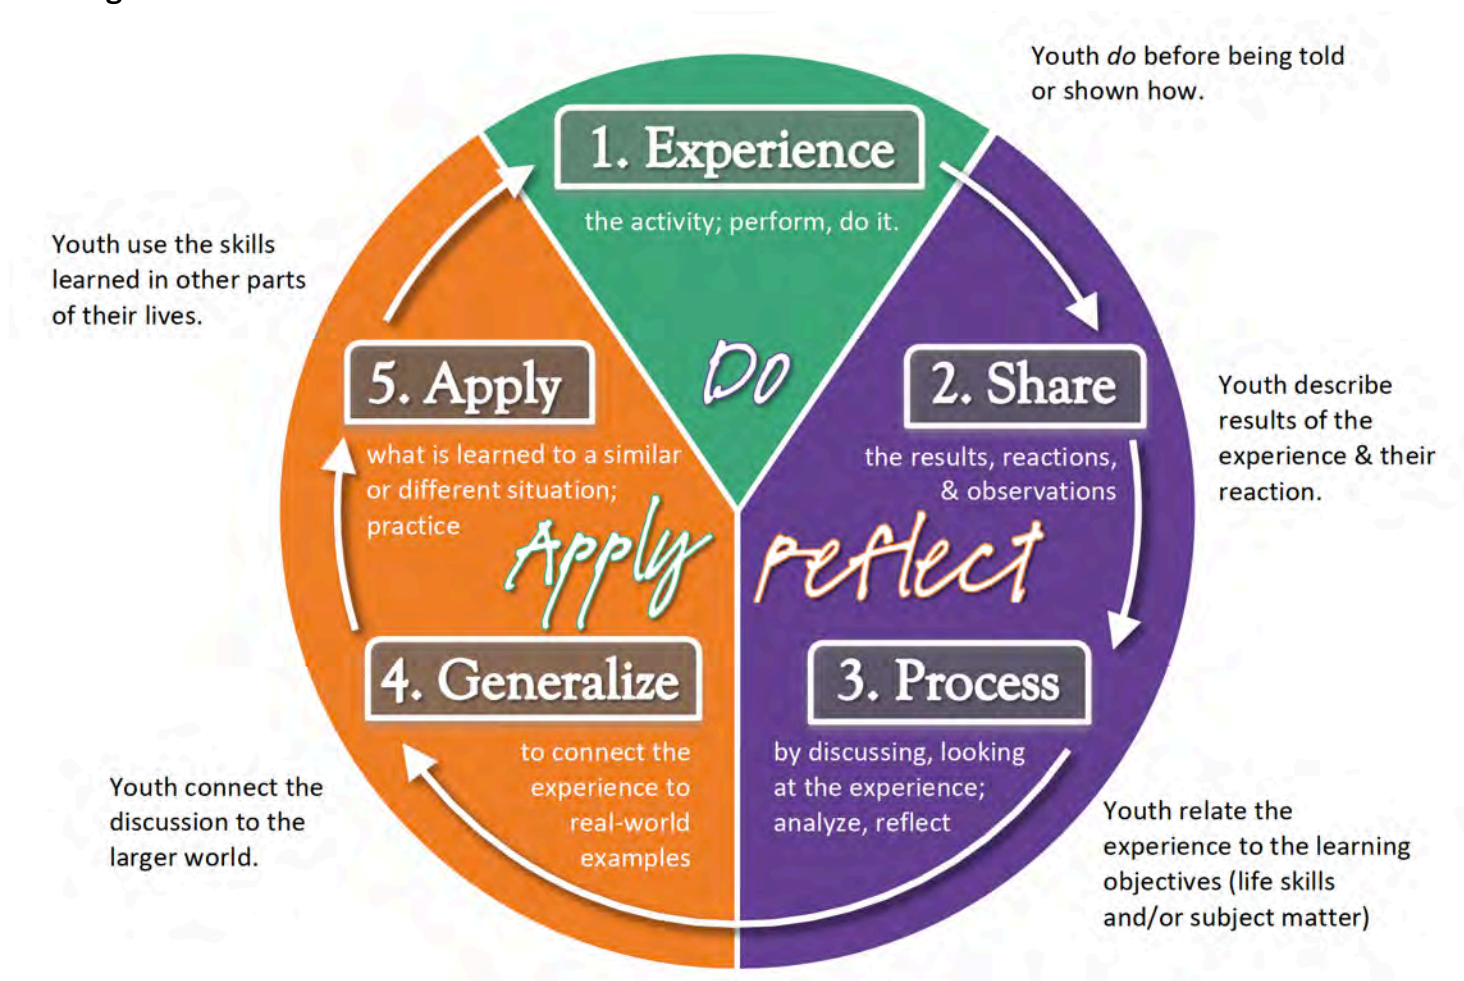 Youth do before being told
or shown how.
1. Experience
the activity; perform, do it.
Do
2. Share
the results, reactions,
& observations
Youth describe
results of the
experience & their
reaction.
Reflect
3. Process
by discussing, looking
at the experience;
analyze, reflect
Youth relate the
experience to the learning
objectives (life skills
and/or subject matter)
4. Generalize
to connect the
experience to
real-world
examples
Youth connect the
discussion to the
larger world.
Apply
5. Apply
what is learned to a similar
or different situation;
practice
Youth use the skills
learned in other parts
of their lives.